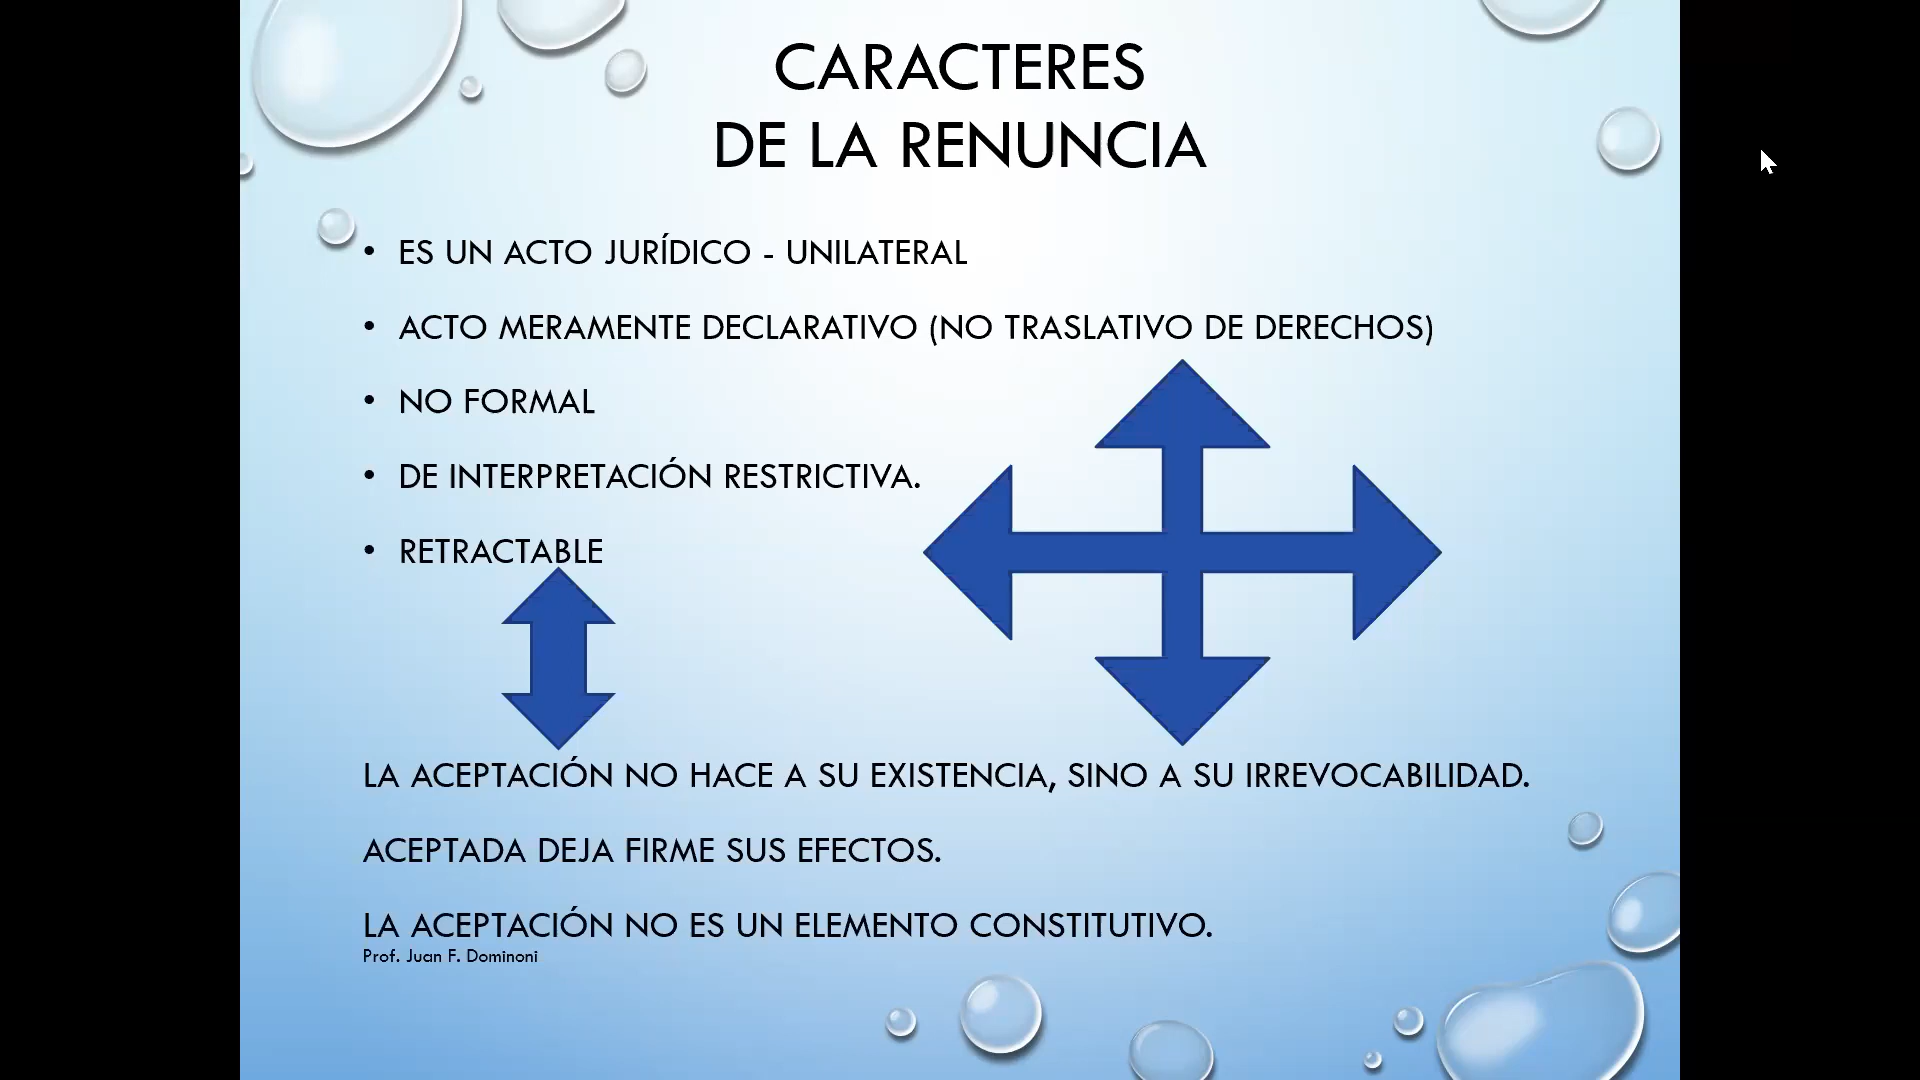 CARACTERES
DE LA RENUNCIA
• ES UN ACTO JURÍDICO - UNILATERAL
• ACTO MERAMENTE DECLARATIVO (NO TRASLATIVO DE DERECHOS)
• NO FORMAL
• DE INTERPRETACIÓN RESTRICTIVA.
• RETRACTABLE
LA ACEPTACIÓN NO HACE A SU EXISTENCIA, SINO A SU IRREVOCABILIDAD.
ACEPTADA DEJA FIRME SUS EFECTOS.
LA ACEPTACIÓN NO ES UN ELEMENTO CONSTITUTIVO.
Prof. Juan F. Dominoni